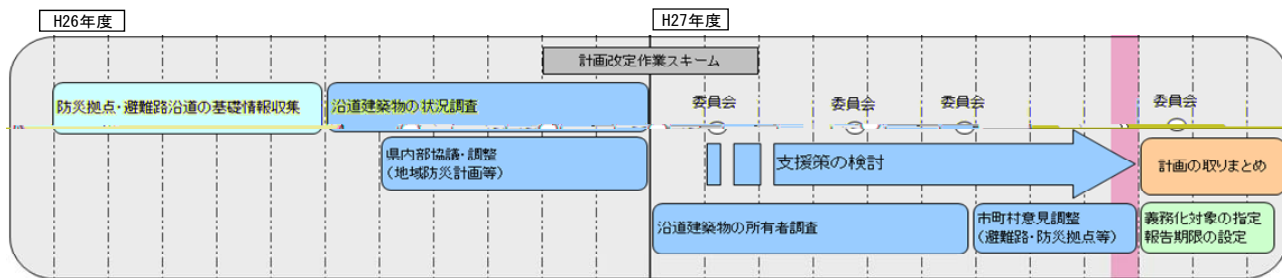 H26年度
H27年度
計画改定作業スキーム
防災拠点・避難路沿道の基礎情報収集
沿道建築物の状況調査
委員会
委員会
委員会
委員会
県内部協議・調整
（地域防災計画等）
支援策の検討
計画の取りまとめ
沿道建築物の所有者調査
市町村意見調整
（避難路・防災拠点等）
義務化対象の指定
報告期限の設定